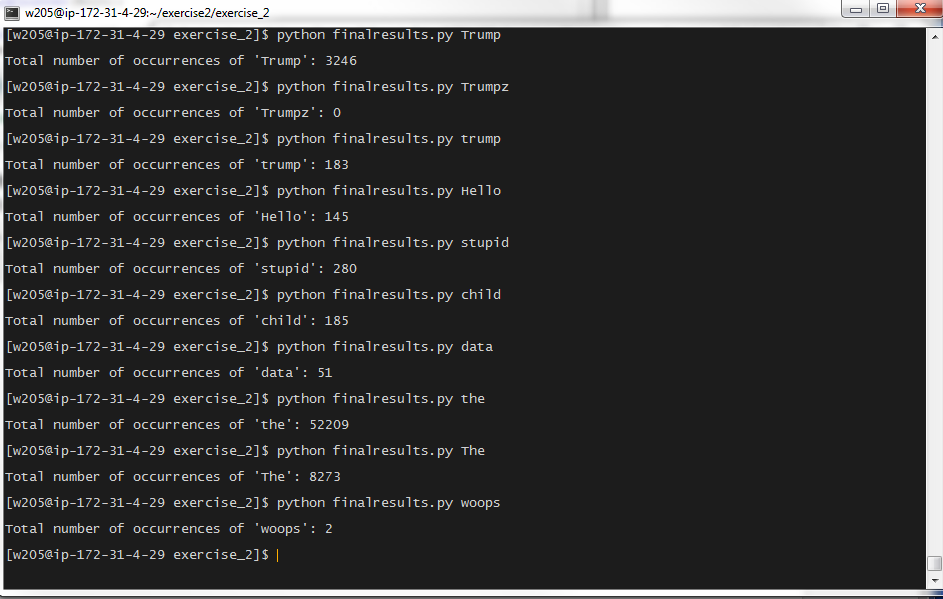 w205@ip-172-31-4-29:~/exercise2/exercise_2
[w205@ip-172-31-4-29 exercise_2]$ python finalresults.py Trump
Total number of occurrences of 'Trump': 3246
[w205@ip-172-31-4-29 exercise_2]$ python finalresults.py Trumpz
Total number of occurrences of 'Trumpz': 0
[w205@ip-172-31-4-29 exercise_2]$ python finalresults.py trump
Total number of occurrences of 'trump': 183
[w205@ip-172-31-4-29 exercise_2]$ python finalresults.py Hello
Total number of occurrences of 'Hello': 145
[w205@ip-172-31-4-29 exercise_2]$ python finalresults.py stupid
Total number of occurrences of 'stupid': 280
[w205@ip-172-31-4-29 exercise_2]$ python finalresults.py child
Total number of occurrences of 'child': 185
[w205@ip-172-31-4-29 exercise_2]$ python finalresults.py data
Total number of occurrences of 'data': 51
[w205@ip-172-31-4-29 exercise_2]$ python finalresults.py the
Total number of occurrences of 'the': 52209
[w205@ip-172-31-4-29 exercise_2]$ python finalresults.py The
Total number of occurrences of 'The': 8273
[w205@ip-172-31-4-29 exercise_2]$ python finalresults.py woops
Total number of occurrences of 'woops': 2
[w205@ip-172-31-4-29 exercise_2]$